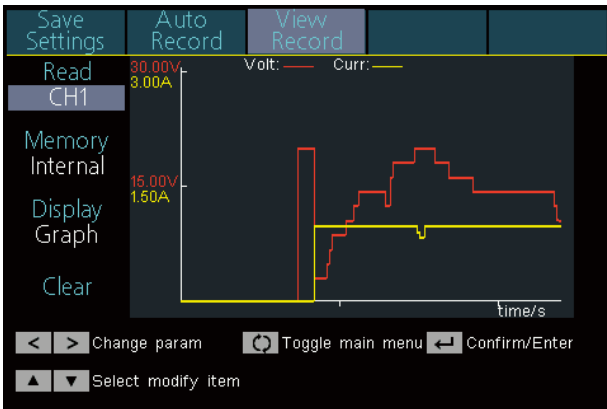 Save Settings
Auto Record
View Record
Read
CH1
Memory
Internal
Display
Graph
Clear
30.00V
3.00A
Volt:
Curr:
15.00V
1.50A
time/s
< > Change param
Toggle main menu
Confirm/Enter
▲ ▼ Select modify item